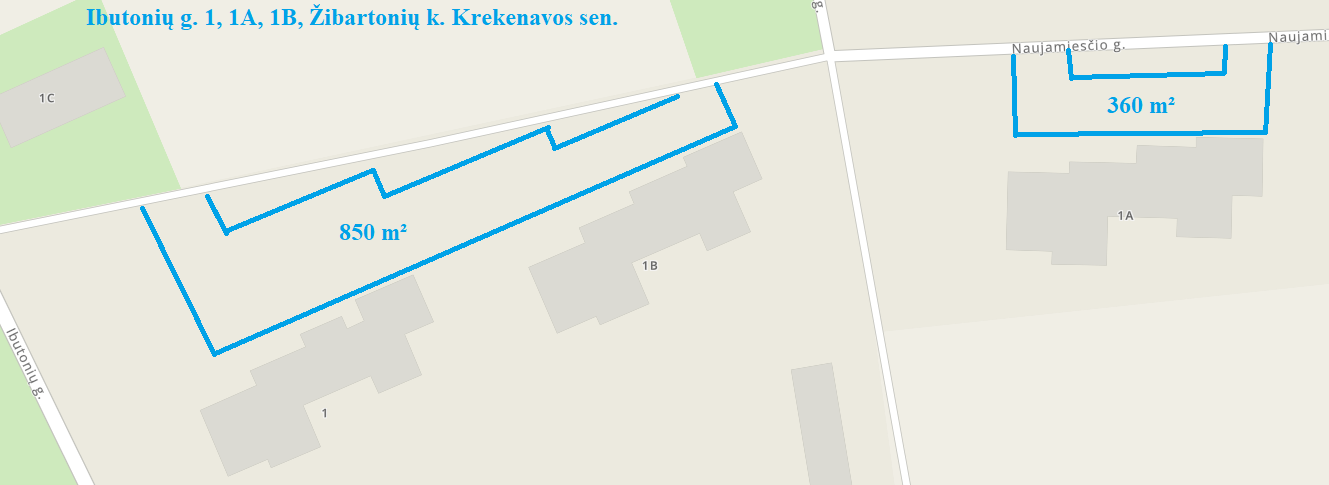 Ibutonių g. 1, 1A, 1B, Žibartonių k. Krekenavos sen.
g.
Naujamiesčio g.
Naujami
1C
360 m²
1A
850 m²
1B
Ibutonių g.
1